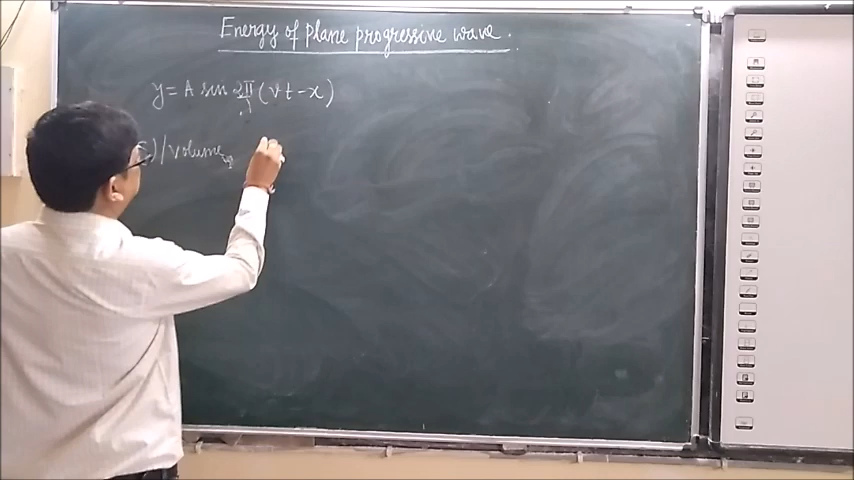 Energy of plane progressive wave.
y = A sin 2π/λ (vt - x)
)/volume